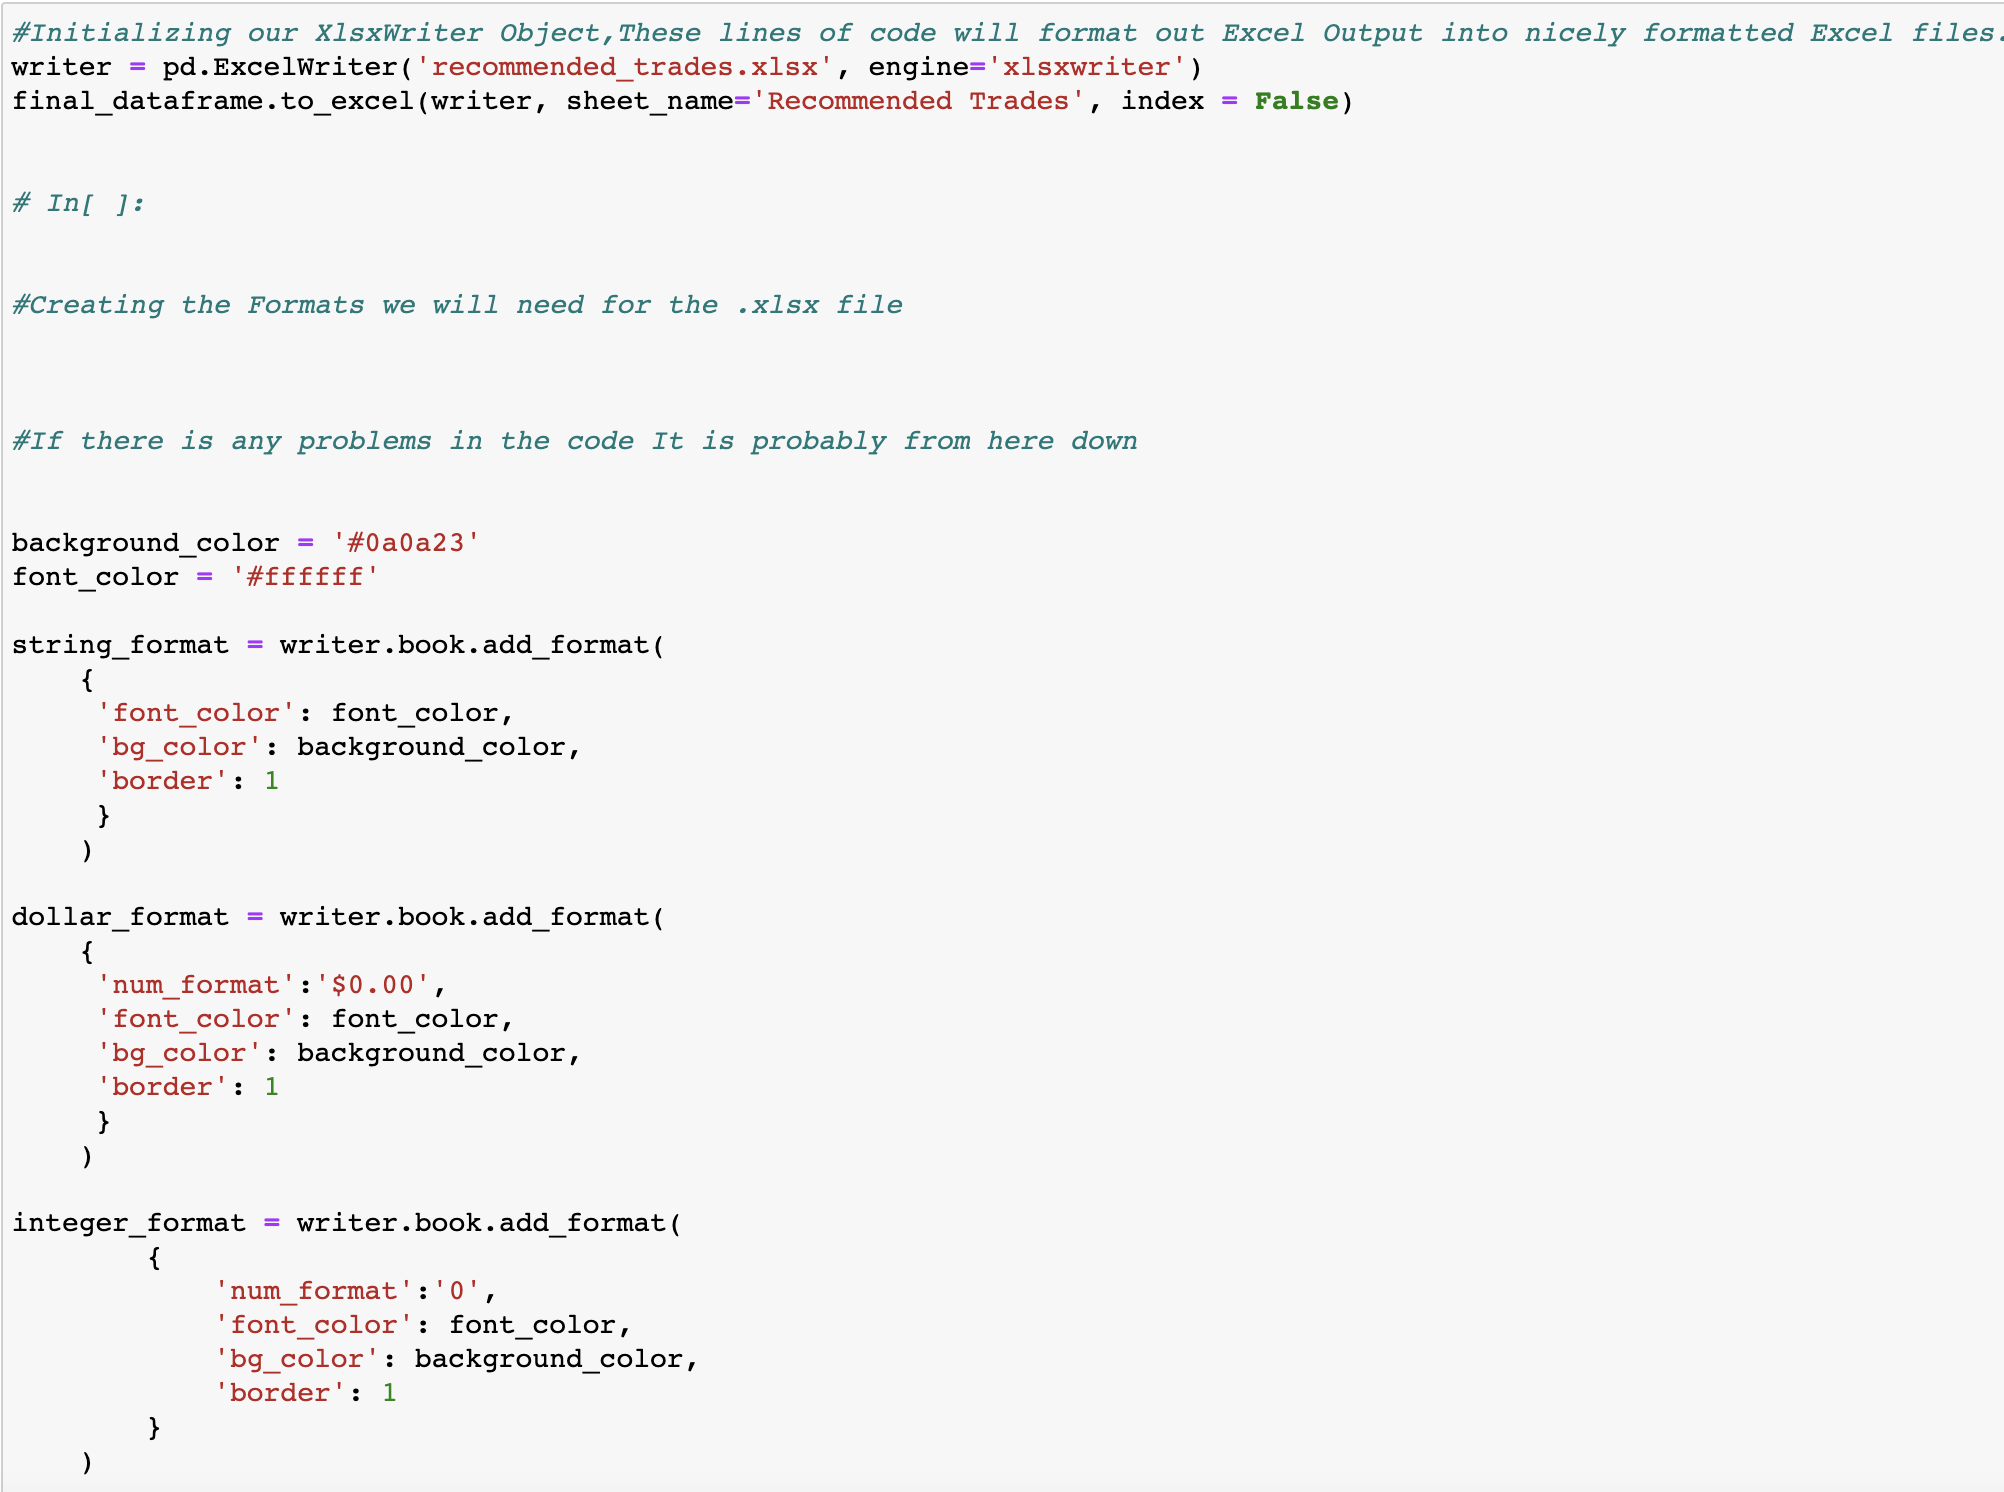 #Initializing our XlsxWriter Object,These lines of code will format out Excel Output into nicely formatted Excel files.
writer = pd.ExcelWriter('recommended_trades.xlsx', engine='xlsxwriter')
final_dataframe.to_excel(writer, sheet_name='Recommended Trades', index = False)
# In[ ]:
#Creating the Formats we will need for the .xlsx file
#If there is any problems in the code It is probably from here down
background_color = '#0a0a23'
font_color = '#ffffff'
string_format = writer.book.add_format(
{
'font_color': font_color,
'bg_color': background_color,
'border': 1
}
)
dollar_format = writer.book.add_format(
{
'num_format':'$0.00',
'font_color': font_color,
'bg_color': background_color,
'border': 1
}
)
integer_format = writer.book.add_format(
{
'num_format':'0',
'font_color': font_color,
'bg_color': background_color,
'border': 1
}
)